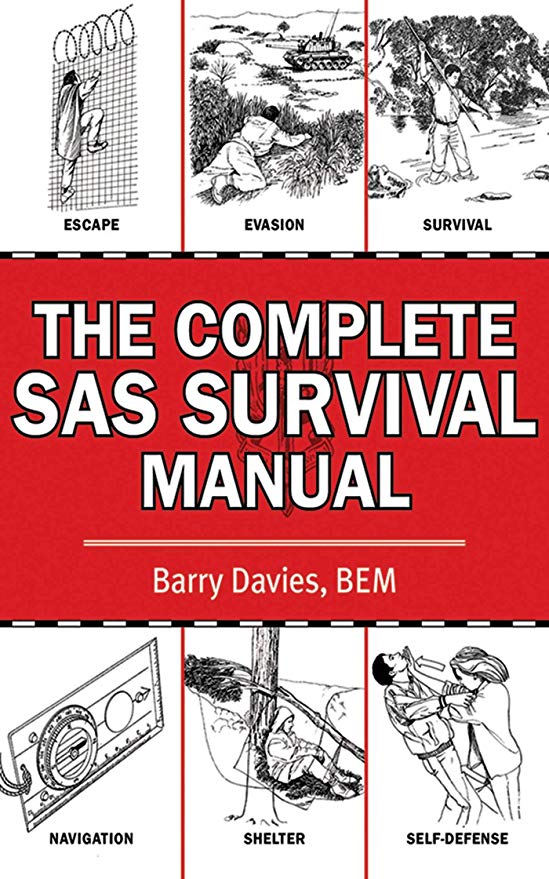 ESCAPE
EVASION
SURVIVAL
THE COMPLETE
SAS SURVIVAL
MANUAL
Barry Davies, BEM
NAVIGATION
SHELTER
SELF-DEFENSE